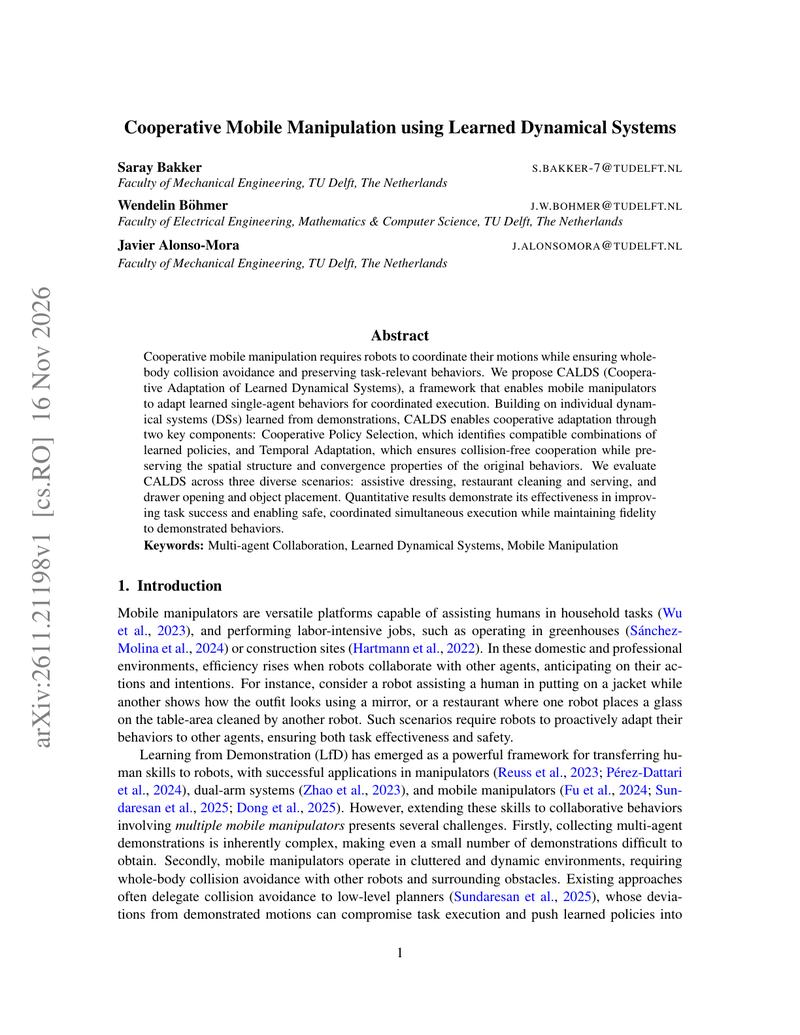 Cooperative Mobile Manipulation using Learned Dynamical Systems
Saray Bakker S.BAKKER-7@TUDELFT.NL
Faculty of Mechanical Engineering, TU Delft, The Netherlands
Wendelin Böhmer J.W.BOHMER@TUDELFT.NL
Faculty of Electrical Engineering, Mathematics & Computer Science, TU Delft, The Netherlands
Javier Alonso-Mora J.ALONSOMORA@TUDELFT.NL
Faculty of Mechanical Engineering, TU Delft, The Netherlands
arXiv:2611.21198v1 [cs.RO] 16 Nov 2026
Abstract
Cooperative mobile manipulation requires robots to coordinate their motions while ensuring whole-
body collision avoidance and preserving task-relevant behaviors. We propose CALDS (Coopera-
tive Adaptation of Learned Dynamical Systems), a framework that enables mobile manipulators
to adapt learned single-agent behaviors for coordinated execution. Building on individual dynam-
ical systems (DSs) learned from demonstrations, CALDS enables cooperative adaptation through
two key components: Cooperative Policy Selection, which identifies compatible combinations of
learned policies, and Temporal Adaptation, which ensures collision-free cooperation while pre-
serving the spatial structure and convergence properties of the original behaviors. We evaluate
CALDS across three diverse scenarios: assistive dressing, restaurant cleaning and serving, and
drawer opening and object placement. Quantitative results demonstrate its effectiveness in improv-
ing task success and enabling safe, coordinated simultaneous execution while maintaining fidelity
to demonstrated behaviors.
Keywords: Multi-agent Collaboration, Learned Dynamical Systems, Mobile Manipulation
1. Introduction
Mobile manipulators are versatile platforms capable of assisting humans in household tasks (Wu
et al., 2023), and performing labor-intensive jobs, such as operating in greenhouses (Sánchez-
Molina et al., 2024) or construction sites (Hartmann et al., 2022). In these domestic and professional
environments, efficiency rises when robots collaborate with other agents, anticipating on their ac-
tions and intentions. For instance, consider a robot assisting a human in putting on a jacket while
another shows how the outfit looks using a mirror, or a restaurant where one robot places a glass
on the table-area cleaned by another robot. Such scenarios require robots to proactively adapt their
behaviors to other agents, ensuring both task effectiveness and safety.
Learning from Demonstration (LfD) has emerged as a powerful framework for transferring hu-
man skills to robots, with successful applications in manipulators (Reuss et al., 2023; Pérez-Dattari
et al., 2024), dual-arm systems (Zhao et al., 2023), and mobile manipulators (Fu et al., 2024; Sun-
daresan et al., 2025; Dong et al., 2025). However, extending these skills to collaborative behaviors
involving multiple mobile manipulators presents several challenges. Firstly, collecting multi-agent
demonstrations is inherently complex, making even a small number of demonstrations difficult to
obtain. Secondly, mobile manipulators operate in cluttered and dynamic environments, requiring
whole-body collision avoidance with other robots and surrounding obstacles. Existing approaches
often delegate collision avoidance to low-level planners (Sundaresan et al., 2025), whose devia-
tions from demonstrated motions can compromise task execution and push learned policies into
1